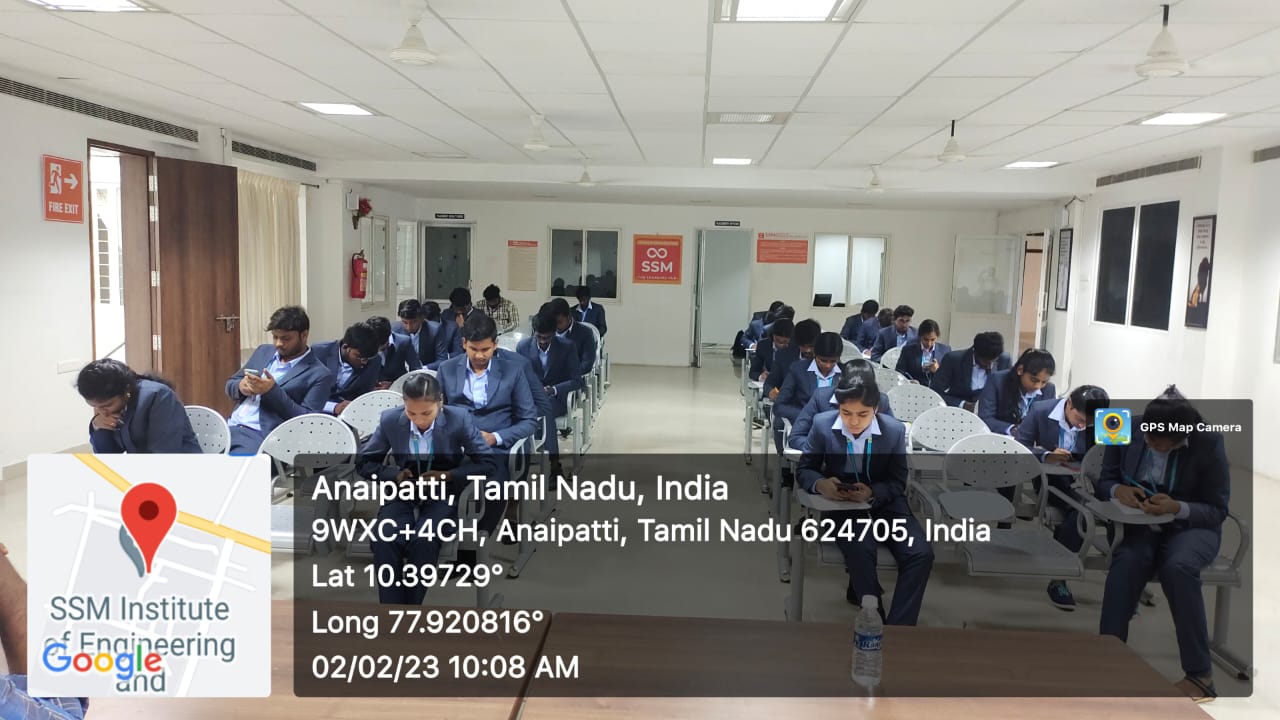 FIRE EXIT
SSM
GPS Map Camera
Anaipatti, Tamil Nadu, India
9WXC+4CH, Anaipatti, Tamil Nadu 624705, India
Lat 10.39729°
Long 77.920816°
02/02/23 10:08 AM
SSM Institute
of Engineering
and
Google